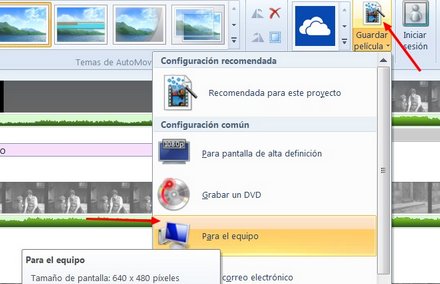 Guardar
película
Iniciar
sesión
Temas de AutoMov
Configuración recomendada
Recomendada para este proyecto
Configuración común
1080p
Para pantalla de alta definición
Grabar un DVD
Para el equipo
Para el equipo
Tamaño de pantalla: 640 x 480 píxeles
correo electrónico